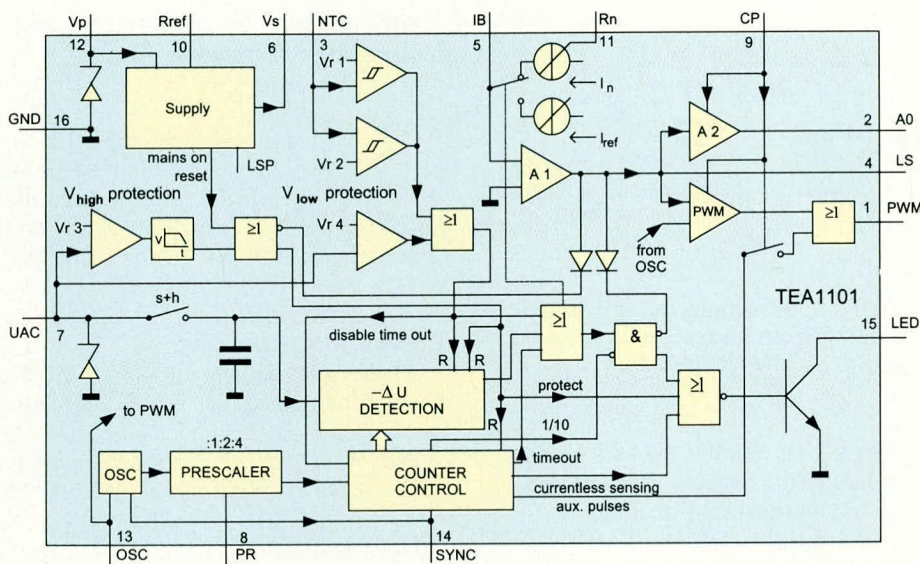 Vp Rref Vs NTC IB Rn CP
12 10 6 3 5 11 9
Vr 1
In
Supply
A 2
2 A0
GND 16
Iref
mains on
reset
LSP
Vr 2
A 1
4 LS
Vhigh protection
Vlow protection
PWM
≥1
1 PWM
Vr 3
V
t
≥1
Vr 4
≥1
from
OSC
TEA1101
s+h
UAC
7
disable time out
≥1
&
15 LED
R R
–Δ U
DETECTION
protect
≥1
to PWM
R
1/10
:1:2:4
timeout
OSC
PRESCALER
COUNTER
CONTROL
currentless sensing
aux. pulses
13 8 14
OSC PR SYNC